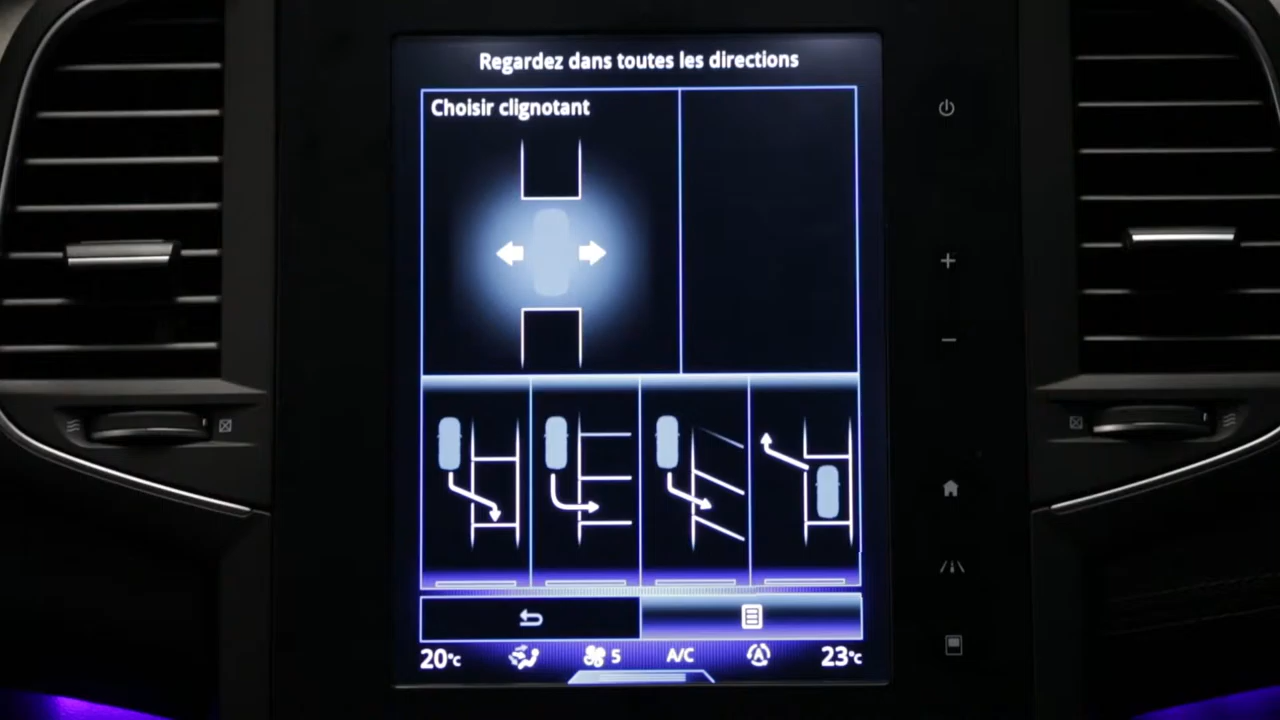 Regardez dans toutes les directions
Choisir clignotant
20°c
5
A/C
23°c